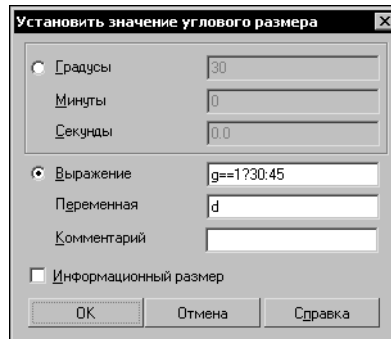 Установить значение углового размера
Градусы 30
Минуты 0
Секунды 0.0
Выражение g==1?30:45
Переменная d
Комментарий
Информационный размер
OK Отмена Справка